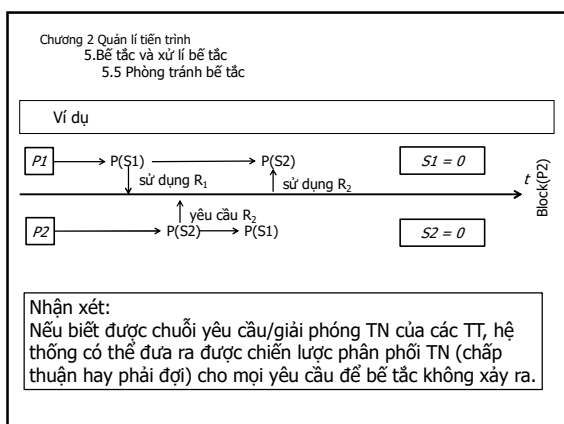 Chương 2 Quản lí tiến trình
5.Bế tắc và xử lí bế tắc
5.5 Phòng tránh bế tắc
Ví dụ
P1 P(S1) P(S2) S1 = 0
sử dụng R1 sử dụng R2
t
Block(P2)
yêu cầu R2
P2 P(S2) P(S1) S2 = 0
Nhận xét:
Nếu biết được chuỗi yêu cầu/giải phóng TN của các TT, hệ
thống có thể đưa ra được chiến lược phân phối TN (chấp
thuận hay phải đợi) cho mọi yêu cầu để bế tắc không xảy ra.